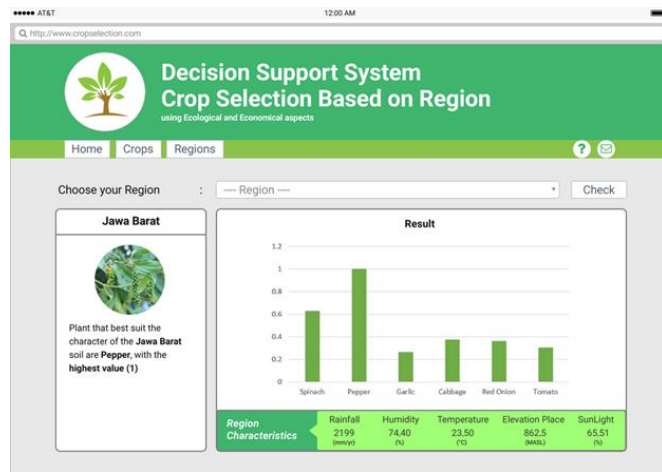 AT&T
12:00 AM
http://www.cropselection.com
Decision Support System
Crop Selection Based on Region
using Ecological and Economical aspects
Home Crops Regions
?
Choose your Region : ---- Region ---- Check
Jawa Barat
Plant that best suit the
character of the Jawa Barat
soil are Pepper, with the
highest value (1)
Result
1.2
1
0.8
0.6
0.4
0.2
0
Spinach Pepper Garlic Cabbage Red Onion Tomato
Region
Characteristics
Rainfall Humidity Temperature Elevation Place SunLight
2199 74,40 23,50 862,5 65,51
(mm/yr) (%) (°C) (MASL) (%)